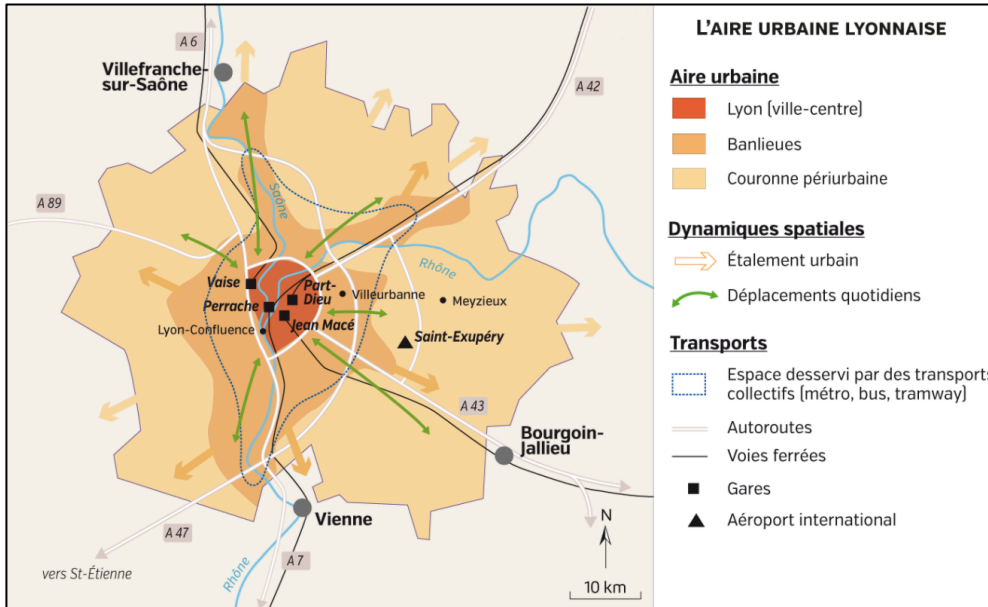 A 6
Villefranche-
sur-Saône
A 42
A 89
Saône
Rhône
Vaise
Part-
Dieu
Villeurbanne
Meyzieux
Perrache
Jean Macé
Lyon-Confluence
Saint-Exupéry
A 43
Bourgoin-
Jallieu
Vienne
A 47
A 7
vers St-Étienne
Rhône
N
10 km
L'AIRE URBAINE LYONNAISE
Aire urbaine
Lyon (ville-centre)
Banlieues
Couronne périurbaine
Dynamiques spatiales
Étalement urbain
Déplacements quotidiens
Transports
Espace desservi par des transports
collectifs (métro, bus, tramway)
Autoroutes
Voies ferrées
Gares
Aéroport international